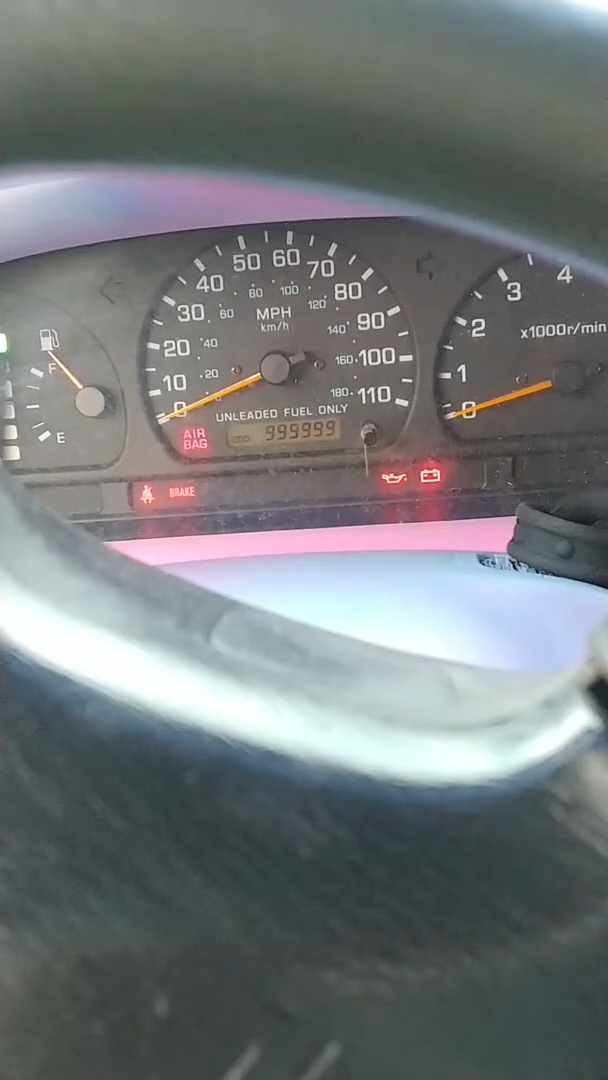 50 60
40 70
80 100
30 60 MPH 120 80
km/h
20 40 140 90
10 20 160 100
0 180 110
UNLEADED FUEL ONLY
AIR
BAG
ODO 999999
F
E
BRAKE
4
3
2 x1000r/min
1
0